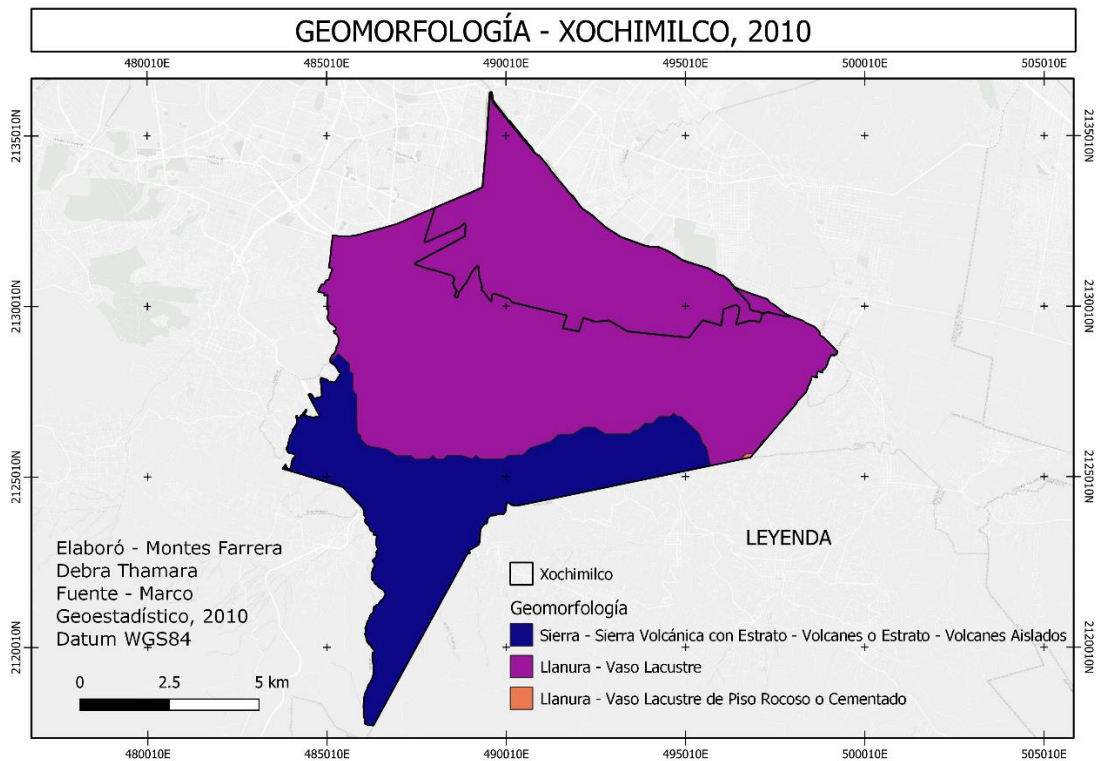 GEOMORFOLOGÍA - XOCHIMILCO, 2010
480010E 485010E 490010E 495010E 500010E 505010E
2135010N 2135010N
2130010N 2130010N
2125010N 2125010N
2120010N 2120010N
Elaboró - Montes Farrera
Debra Thamara
Fuente - Marco
Geoestadístico, 2010
Datum WGS84
0 2.5 5 km
LEYENDA
Xochimilco
Geomorfología
Sierra - Sierra Volcánica con Estrato - Volcanes o Estrato - Volcanes Aislados
Llanura - Vaso Lacustre
Llanura - Vaso Lacustre de Piso Rocoso o Cementado
480010E 485010E 490010E 495010E 500010E 505010E